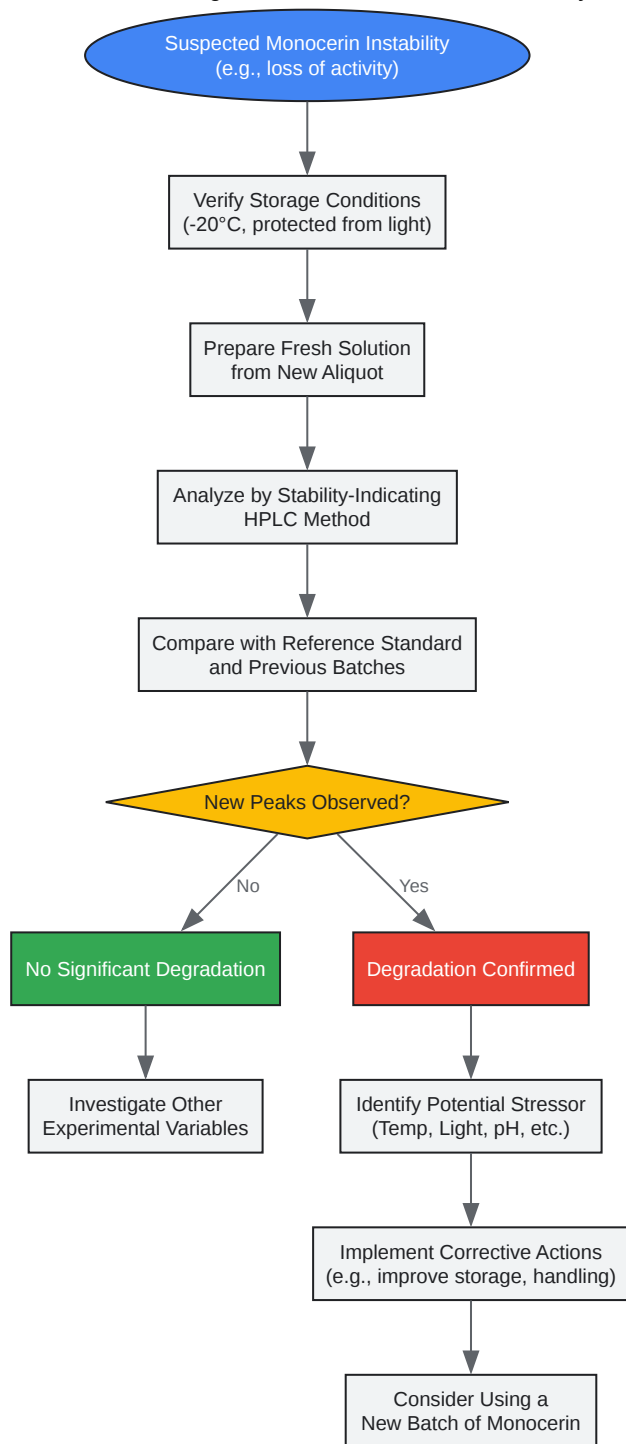 Suspected Monocerin Instability
(e.g., loss of activity)
Verify Storage Conditions
(-20°C, protected from light)
Prepare Fresh Solution
from New Aliquot
Analyze by Stability-Indicating
HPLC Method
Compare with Reference Standard
and Previous Batches
New Peaks Observed?
No
Yes
No Significant Degradation
Degradation Confirmed
Investigate Other
Experimental Variables
Identify Potential Stressor
(Temp, Light, pH, etc.)
Implement Corrective Actions
(e.g., improve storage, handling)
Consider Using a
New Batch of Monocerin